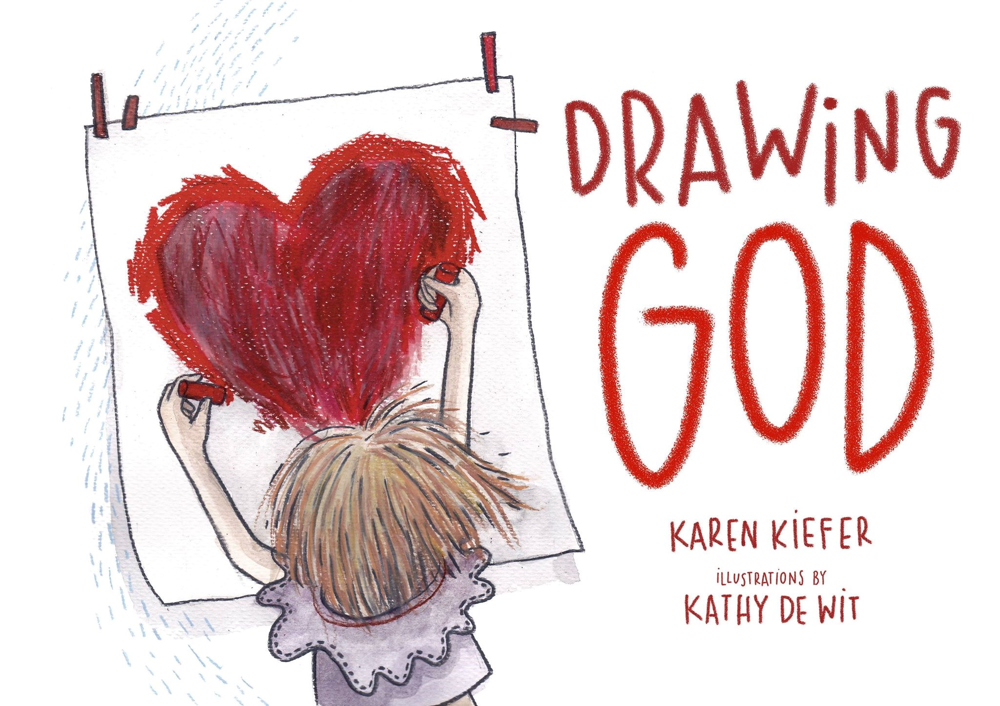 DRAWiNG
GOD
KAREN KiEFER
iLLUSTRATiONS BY
KATHY DE WiT